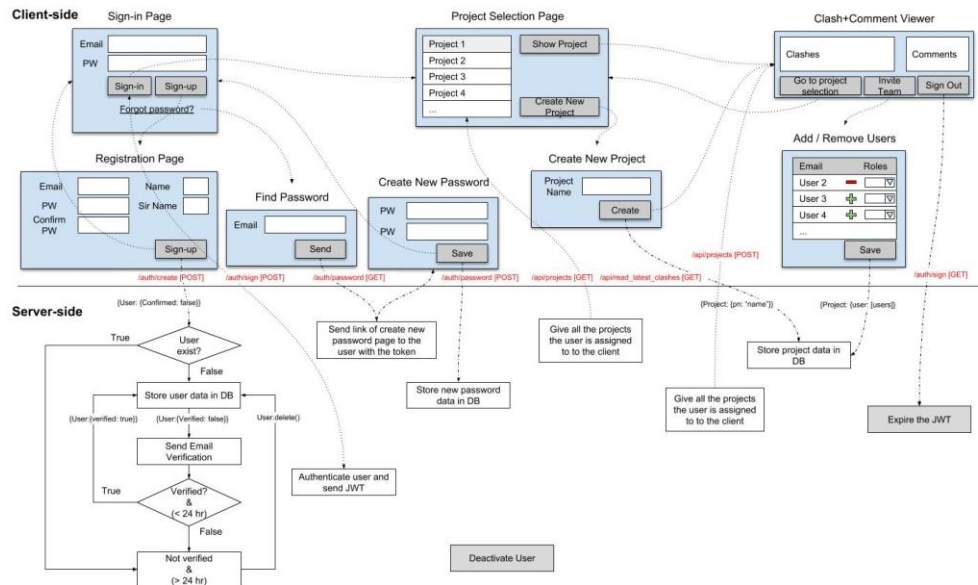 Client-side
Sign-in Page
Project Selection Page
Clash+Comment Viewer
Email
PW
Sign-in
Sign-up
Forgot password?
Project 1
Project 2
Project 3
Project 4
...
Show Project
Create New
Project
Clashes
Comments
Go to project
selection
Invite
Team
Sign Out
Registration Page
Email
PW
Confirm
PW
Name
Sir Name
Sign-up
Find Password
Email
Send
Create New Password
PW
PW
Save
Create New Project
Project
Name
Create
Add / Remove Users
Email
Roles
User 2
User 3
User 4
...
Save
/auth/create [POST]
/auth/sign [POST]
/auth/password [GET]
/auth/password [POST]
/api/projects [GET]
/api/read_latest_clashes [GET]
/api/projects [POST]
/auth/sign [GET]
Server-side
{User: {Confirmed: false}}
True
User
exist?
False
Store user data in DB
{User:{verified: true}}
{User:{Verified: false}}
User.delete()
Send Email
Verification
True
Verified?
&
(< 24 hr)
False
Not verified
&
(> 24 hr)
Send link of create new
password page to the
user with the token
Store new password
data in DB
Authenticate user and
send JWT
Give all the projects
the user is assigned
to to the client
Give all the projects
the user is assigned
to to the client
{Project: {pn: "name"}}
{Project: {user: [users]}}
Store project data in
DB
Expire the JWT
Deactivate User